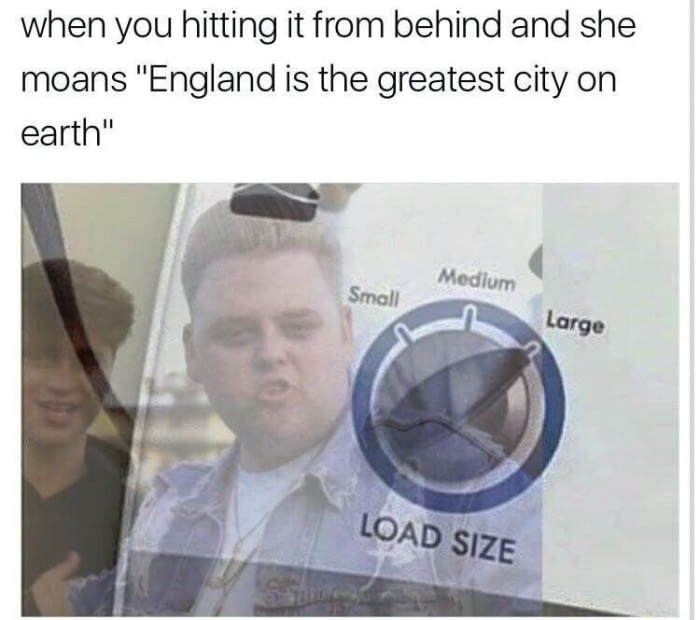 when you hitting it from behind and she
moans "England is the greatest city on
earth"
Small
Medium
Large
LOAD SIZE